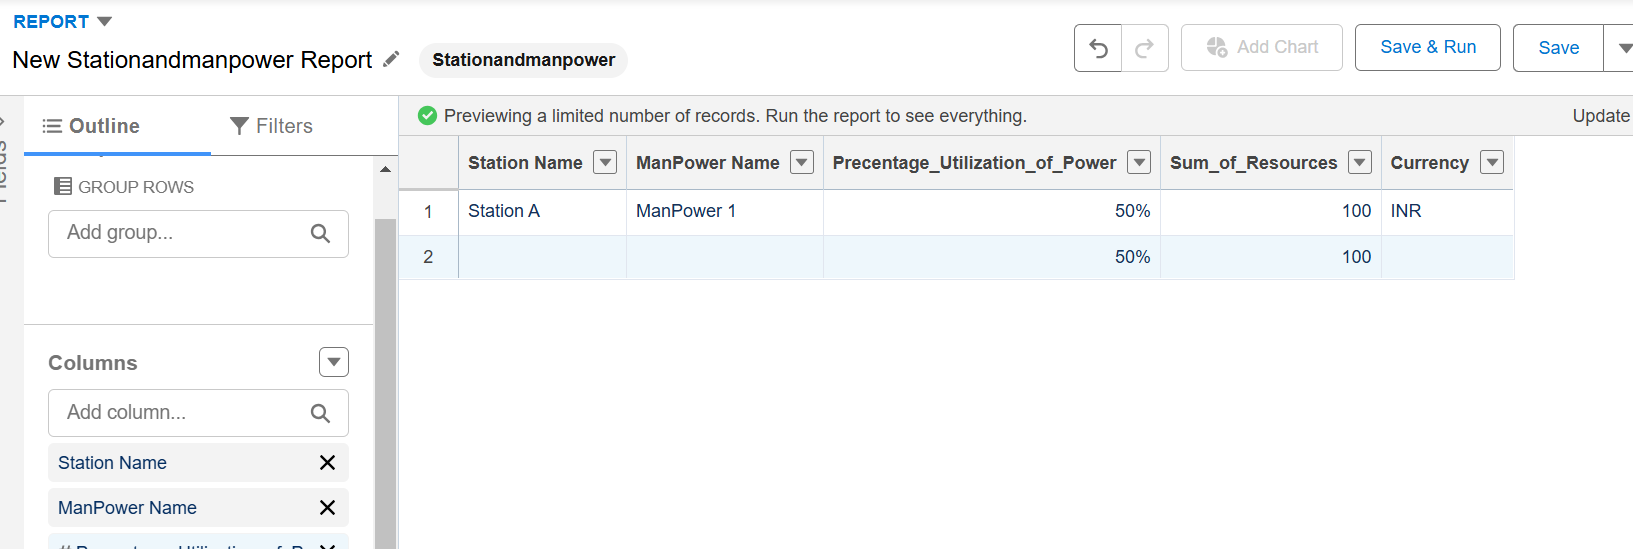 REPORT
New Stationandmanpower Report
Stationandmanpower
Add Chart
Save & Run
Save
Fields
Outline
Filters
Previewing a limited number of records. Run the report to see everything.
Update
GROUP ROWS
Add group...
Columns
Add column...
Station Name
ManPower Name
Station Name ManPower Name Precentage_Utilization_of_Power Sum_of_Resources Currency
1 Station A ManPower 1 50% 100 INR
2 50% 100